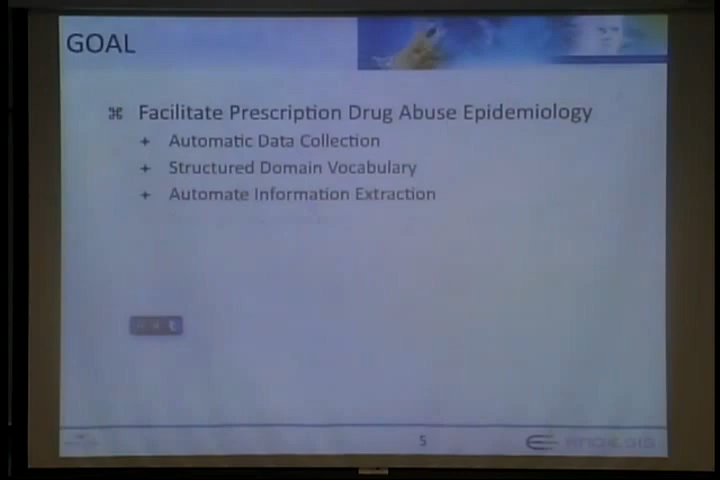 GOAL
⌘ Facilitate Prescription Drug Abuse Epidemiology
+ Automatic Data Collection
+ Structured Domain Vocabulary
+ Automate Information Extraction
5